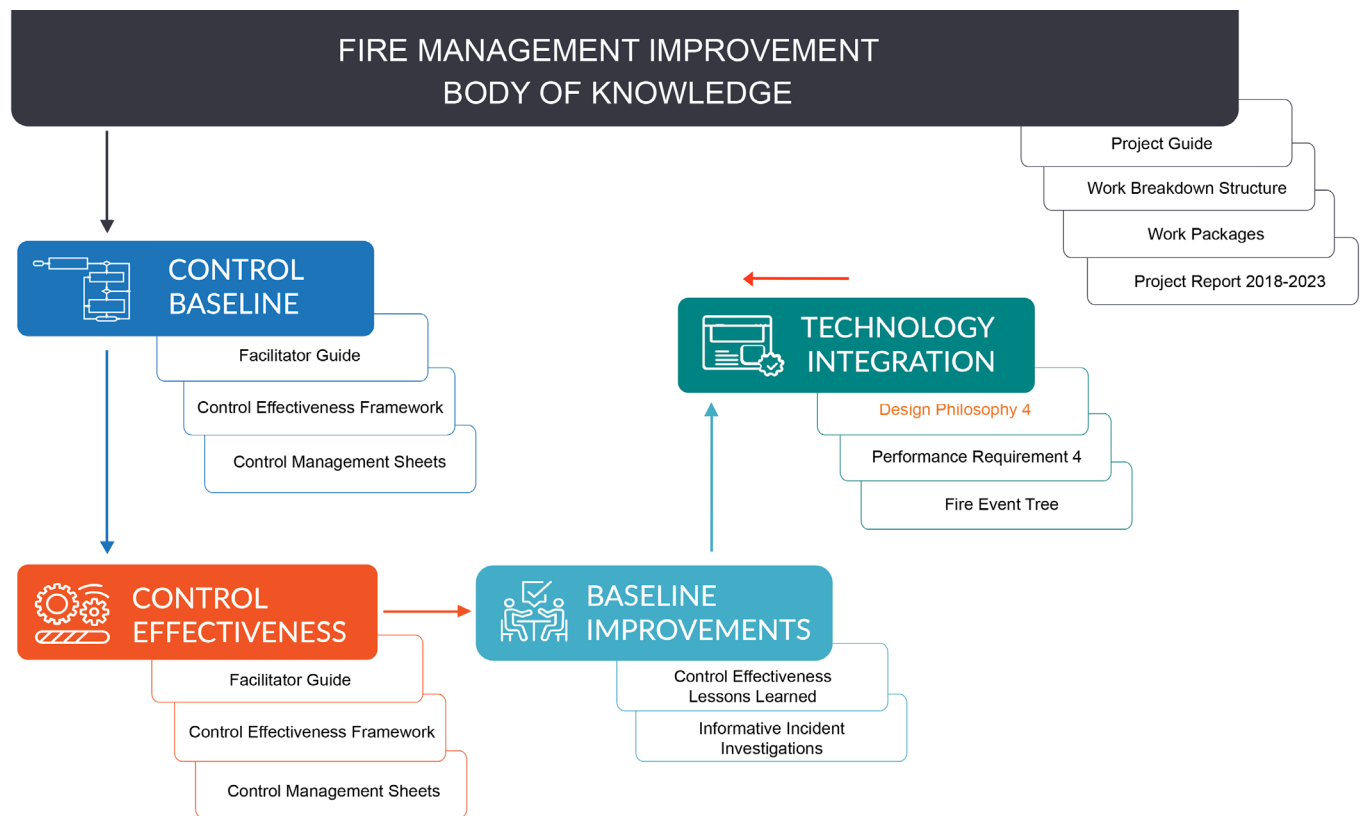 FIRE MANAGEMENT IMPROVEMENT
BODY OF KNOWLEDGE
Project Guide
Work Breakdown Structure
Work Packages
Project Report 2018-2023
CONTROL
BASELINE
Facilitator Guide
Control Effectiveness Framework
Control Management Sheets
TECHNOLOGY
INTEGRATION
Design Philosophy 4
Performance Requirement 4
Fire Event Tree
CONTROL
EFFECTIVENESS
Facilitator Guide
Control Effectiveness Framework
Control Management Sheets
BASELINE
IMPROVEMENTS
Control Effectiveness
Lessons Learned
Informative Incident
Investigations